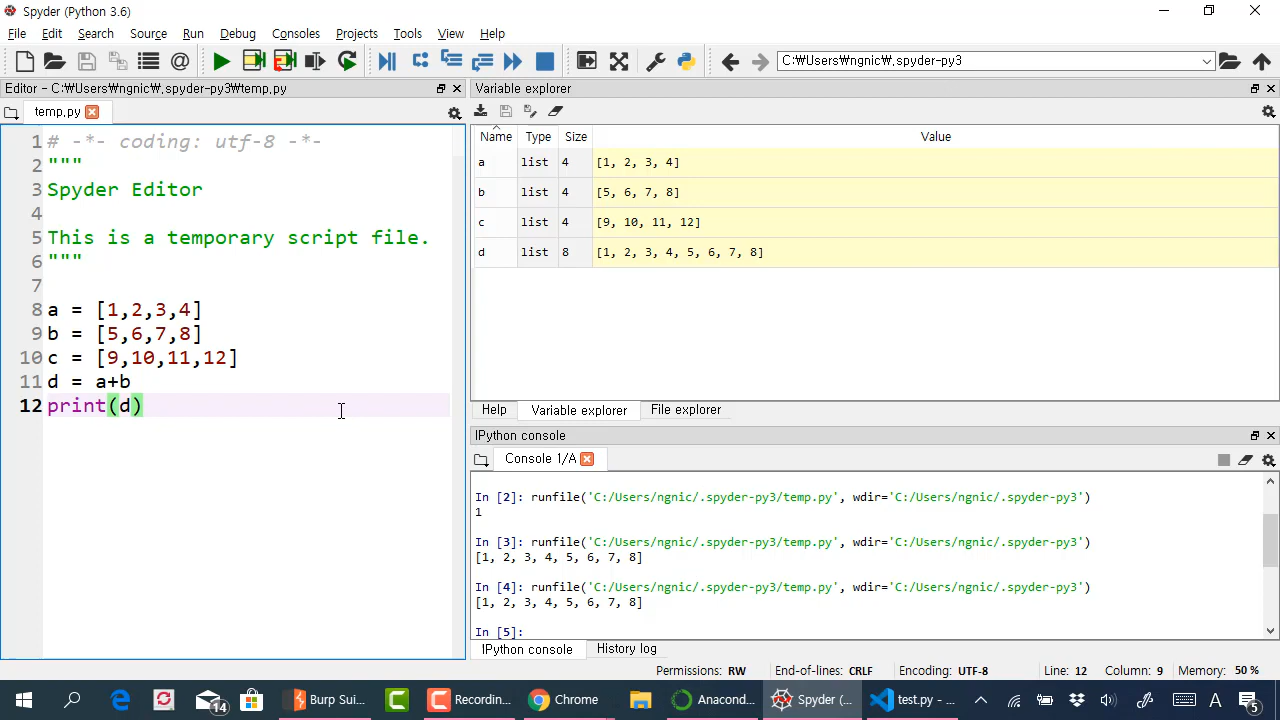 Spyder (Python 3.6)
File Edit Search Source Run Debug Consoles Projects Tools View Help
C:₩Users₩ngnic₩.spyder-py3
Editor - C:₩Users₩ngnic₩.spyder-py3₩temp.py
temp.py
1 # -*- coding: utf-8 -*-
2 """
3 Spyder Editor
4
5 This is a temporary script file.
6 """
7
8 a = [1,2,3,4]
9 b = [5,6,7,8]
10 c = [9,10,11,12]
11 d = a+b
12 print(d)
Variable explorer
Name Type Size Value
a list 4 [1, 2, 3, 4]
b list 4 [5, 6, 7, 8]
c list 4 [9, 10, 11, 12]
d list 8 [1, 2, 3, 4, 5, 6, 7, 8]
Help Variable explorer File explorer
IPython console
Console 1/A
In [2]: runfile('C:/Users/ngnic/.spyder-py3/temp.py', wdir='C:/Users/ngnic/.spyder-py3')
1
In [3]: runfile('C:/Users/ngnic/.spyder-py3/temp.py', wdir='C:/Users/ngnic/.spyder-py3')
[1, 2, 3, 4, 5, 6, 7, 8]
In [4]: runfile('C:/Users/ngnic/.spyder-py3/temp.py', wdir='C:/Users/ngnic/.spyder-py3')
[1, 2, 3, 4, 5, 6, 7, 8]
In [5]:
IPython console History log
Permissions: RW End-of-lines: CRLF Encoding: UTF-8 Line: 12 Column: 9 Memory: 50 %
14 Burp Sui... Recordin... Chrome Anacond... Spyder (... test.py - ... A 5